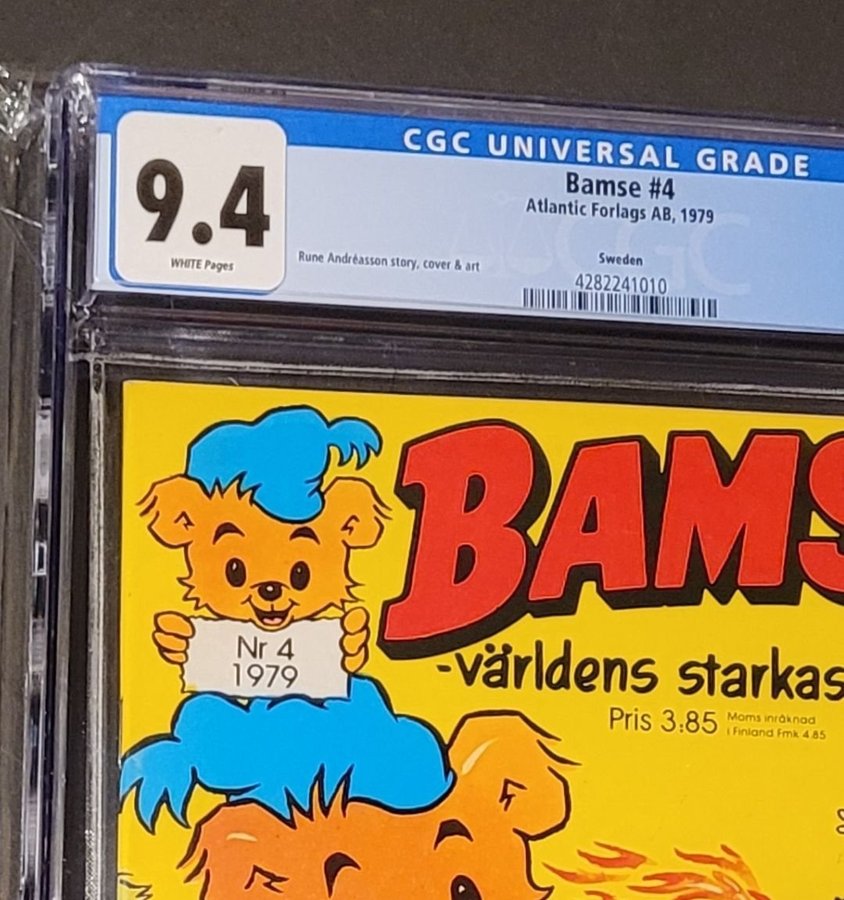 CGC UNIVERSAL GRADE
9.4
WHITE Pages
Bamse #4
Atlantic Forlags AB, 1979
Rune Andréasson story, cover & art
Sweden
4282241010
CGC
BAMS
Nr 4
1979
-världens starkas
Pris 3:85
Moms inräknad
i Finland Fmk 4.85